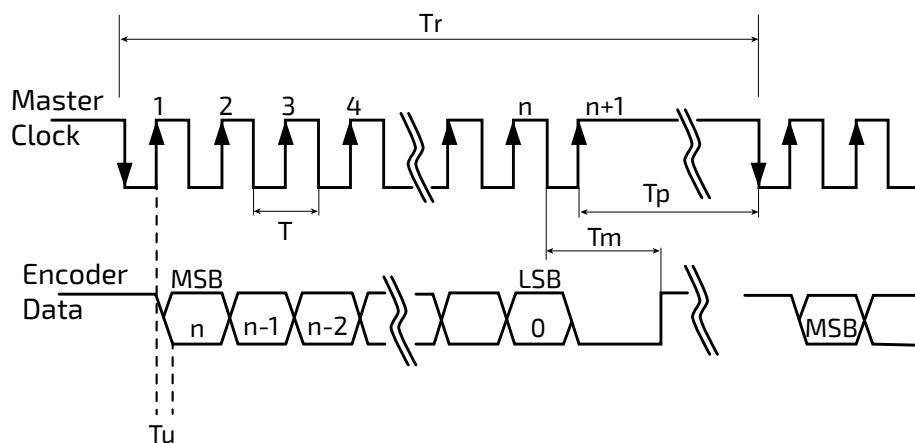 Tr
Master
Clock
1 2 3 4 n n+1
T
Tp
Tm
Encoder
Data
MSB
LSB
n n-1 n-2 0 MSB
Tu